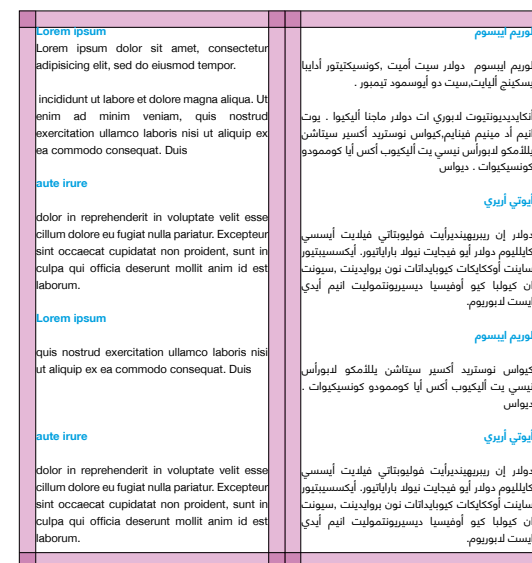 Lorem ipsum
Lorem ipsum dolor sit amet, consectetur
adipisicing elit, sed do eiusmod tempor.
incididunt ut labore et dolore magna aliqua. Ut
enim ad minim veniam, quis nostrud
exercitation ullamco laboris nisi ut aliquip ex
ea commodo consequat. Duis
aute irure
dolor in reprehenderit in voluptate velit esse
cillum dolore eu fugiat nulla pariatur. Excepteur
sint occaecat cupidatat non proident, sunt in
culpa qui officia deserunt mollit anim id est
laborum.
Lorem ipsum
quis nostrud exercitation ullamco laboris nisi
ut aliquip ex ea commodo consequat. Duis
aute irure
dolor in reprehenderit in voluptate velit esse
cillum dolore eu fugiat nulla pariatur. Excepteur
sint occaecat cupidatat non proident, sunt in
culpa qui officia deserunt mollit anim id est
laborum.
لوريم ايبسوم
لوريم ايبسوم دولار سيت أميت ,كونسيكتيتور أدايبا
يسكينج أليايت,سيت دو أيوسمود تيمبور .
أنكايديديونتيوت لابوري ات دولار ماجنا أليكيوا . يوت
انيم أد مينيم فينايم,كيواس نوستريد أكسير سيتاشن
يللأمكو لابورأس نيسي يت أليكيوب أكس أيا كوممودو
كونسيكيوات . ديواس
أيوتي أريري
دولار إن ريبريهينديرأيت فوليوبتاتي فيلايت أيسسي
كايلليوم دولار أيو فيجايت نيولا باراياتيور. أيكسسيبتيور
ساينت أوككايكات كيوبايداتات نون بروايدينت ,سيونت
ان كيولبا كيو أوفيسيا ديسيريونتموليت انيم أيدي
ايست لابوريوم.
لوريم ايبسوم
كيواس نوستريد أكسير سيتاشن يللأمكو لابورأس
نيسي يت أليكيوب أكس أيا كوممودو كونسيكيوات .
ديواس
أيوتي أريري
دولار إن ريبريهينديرأيت فوليوبتاتي فيلايت أيسسي
كايلليوم دولار أيو فيجايت نيولا باراياتيور. أيكسسيبتيور
ساينت أوككايكات كيوبايداتات نون بروايدينت ,سيونت
ان كيولبا كيو أوفيسيا ديسيريونتموليت انيم أيدي
ايست لابوريوم.